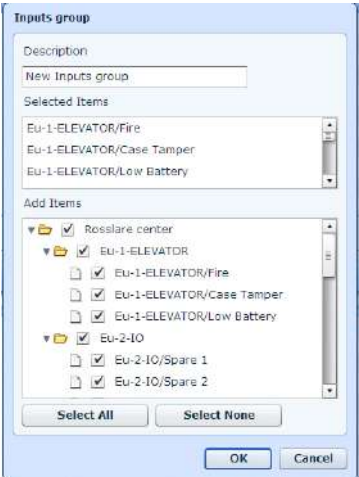 Inputs group
Description
New Inputs group
Selected Items
Eu-1-ELEVATOR/Fire
Eu-1-ELEVATOR/Case Tamper
Eu-1-ELEVATOR/Low Battery
Add Items
Rosslare center
Eu-1-ELEVATOR
Eu-1-ELEVATOR/Fire
Eu-1-ELEVATOR/Case Tamper
Eu-1-ELEVATOR/Low Battery
Eu-2-IO
Eu-2-IO/Spare 1
Eu-2-IO/Spare 2
Select All Select None
OK Cancel